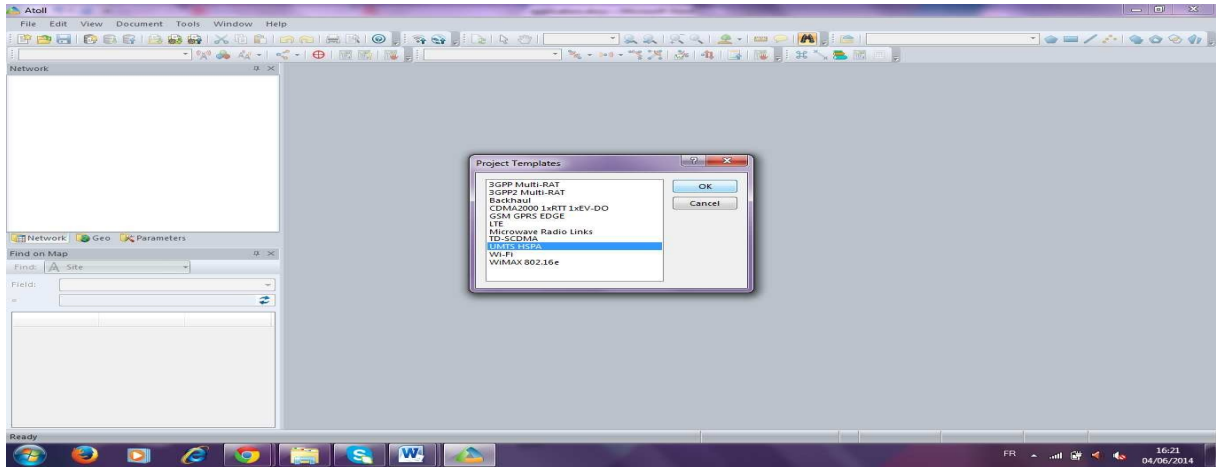 Atoll
File Edit View Document Tools Window Help
Network
Project Templates
3GPP Multi-RAT
3GPP2 Multi-RAT
Backhaul
CDMA2000 1xRTT 1xEV-DO
GSM GPRS EDGE
LTE
Microwave Radio Links
TD-SCDMA
UMTS HSPA
Wi-Fi
WiMAX 802.16e
OK
Cancel
Network Geo Parameters
Find on Map
Find: Site
Field:
=
Ready
FR
16:21
04/06/2014